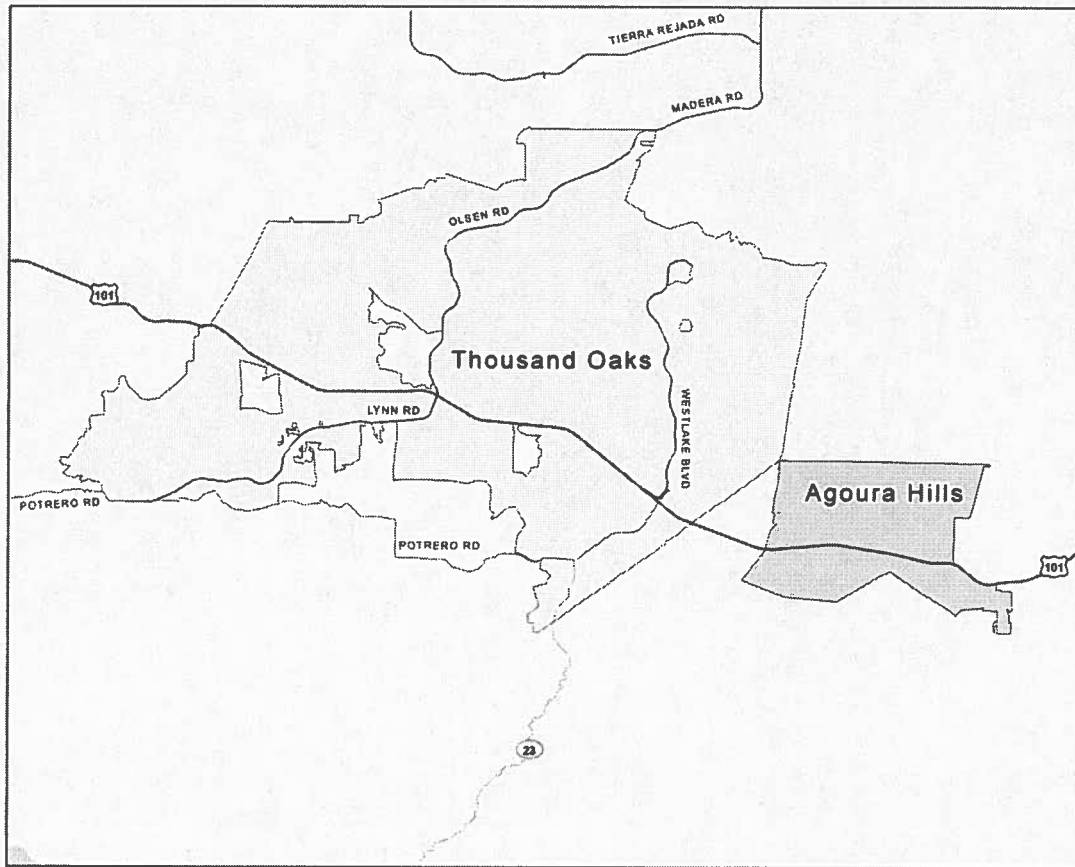 TIERRA REJADA RD
MADERA RD
OLSEN RD
101
Thousand Oaks
LYNN RD
WESTLAKE BLVD
Agoura Hills
POTRERO RD
POTRERO RD
101
23